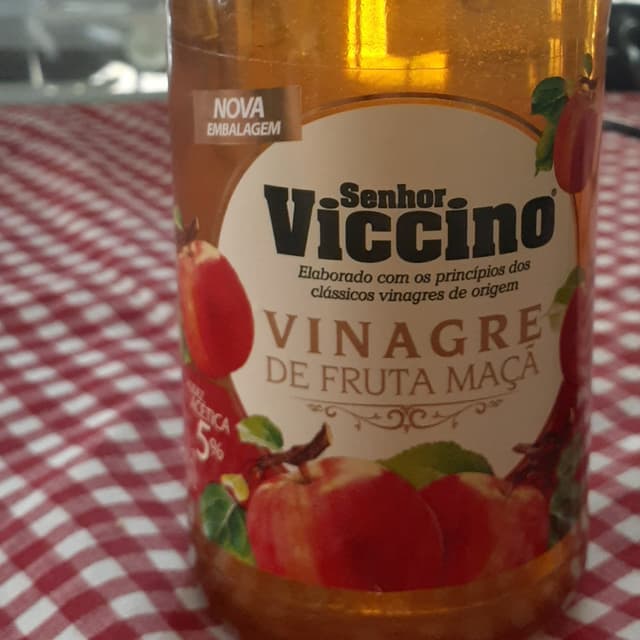 NOVA
EMBALAGEM
Senhor
Viccino®
Elaborado com os princípios dos
clássicos vinagres de origem
VINAGRE
DE FRUTA MAÇÃ
5%